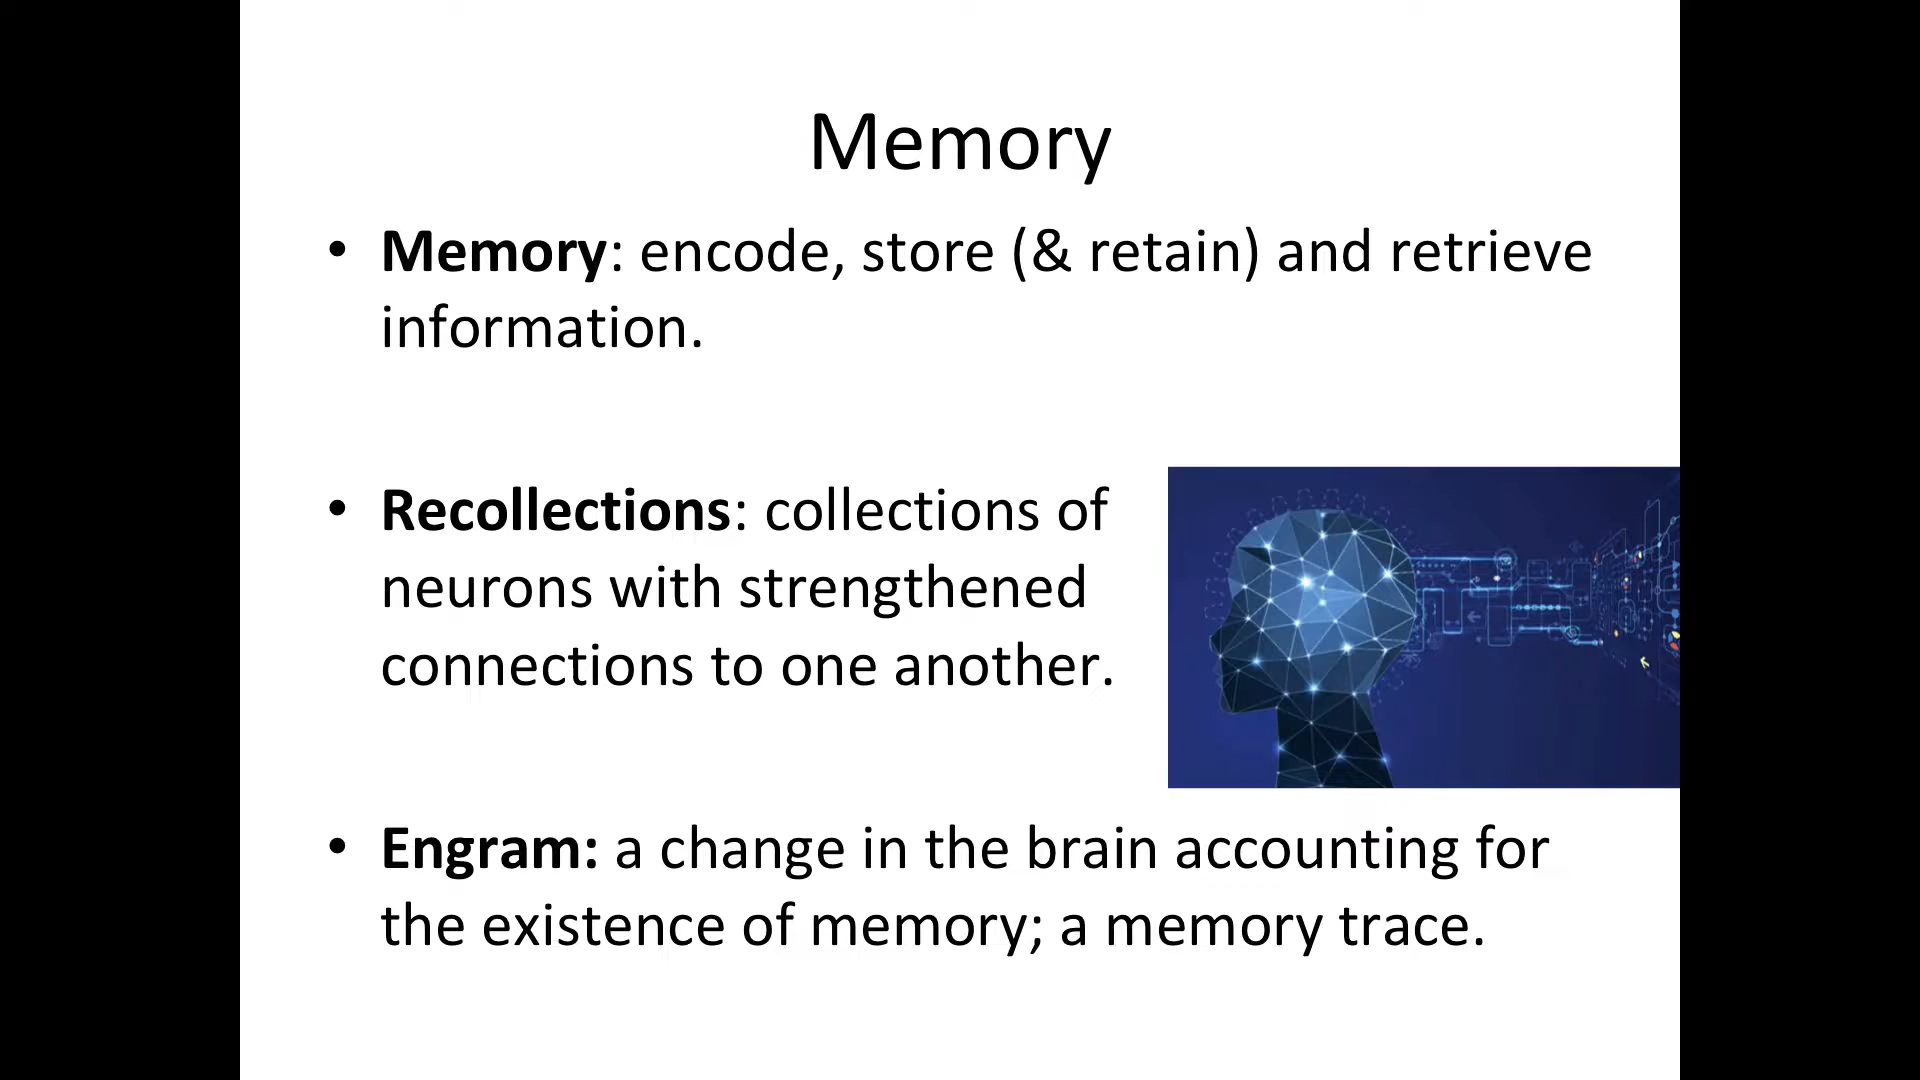 Memory
• Memory: encode, store (& retain) and retrieve
information.
• Recollections: collections of
neurons with strengthened
connections to one another.
• Engram: a change in the brain accounting for
the existence of memory; a memory trace.